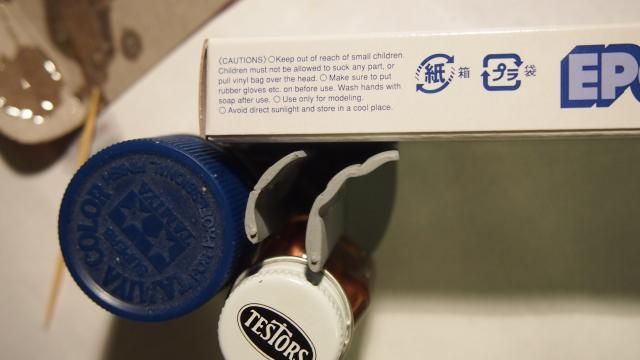 (CAUTIONS) ○Keep out of reach of small children.
Children must not be allowed to suck any part, or
pull vinyl bag over the head. ○ Make sure to put
rubber gloves etc. on before use. Wash hands with
soap after use. ○ Use only for modeling.
○ Avoid direct sunlight and store in a cool place.
紙 箱 プラ 袋
TAMIYA COLOR
TAMIYA
TESTORS